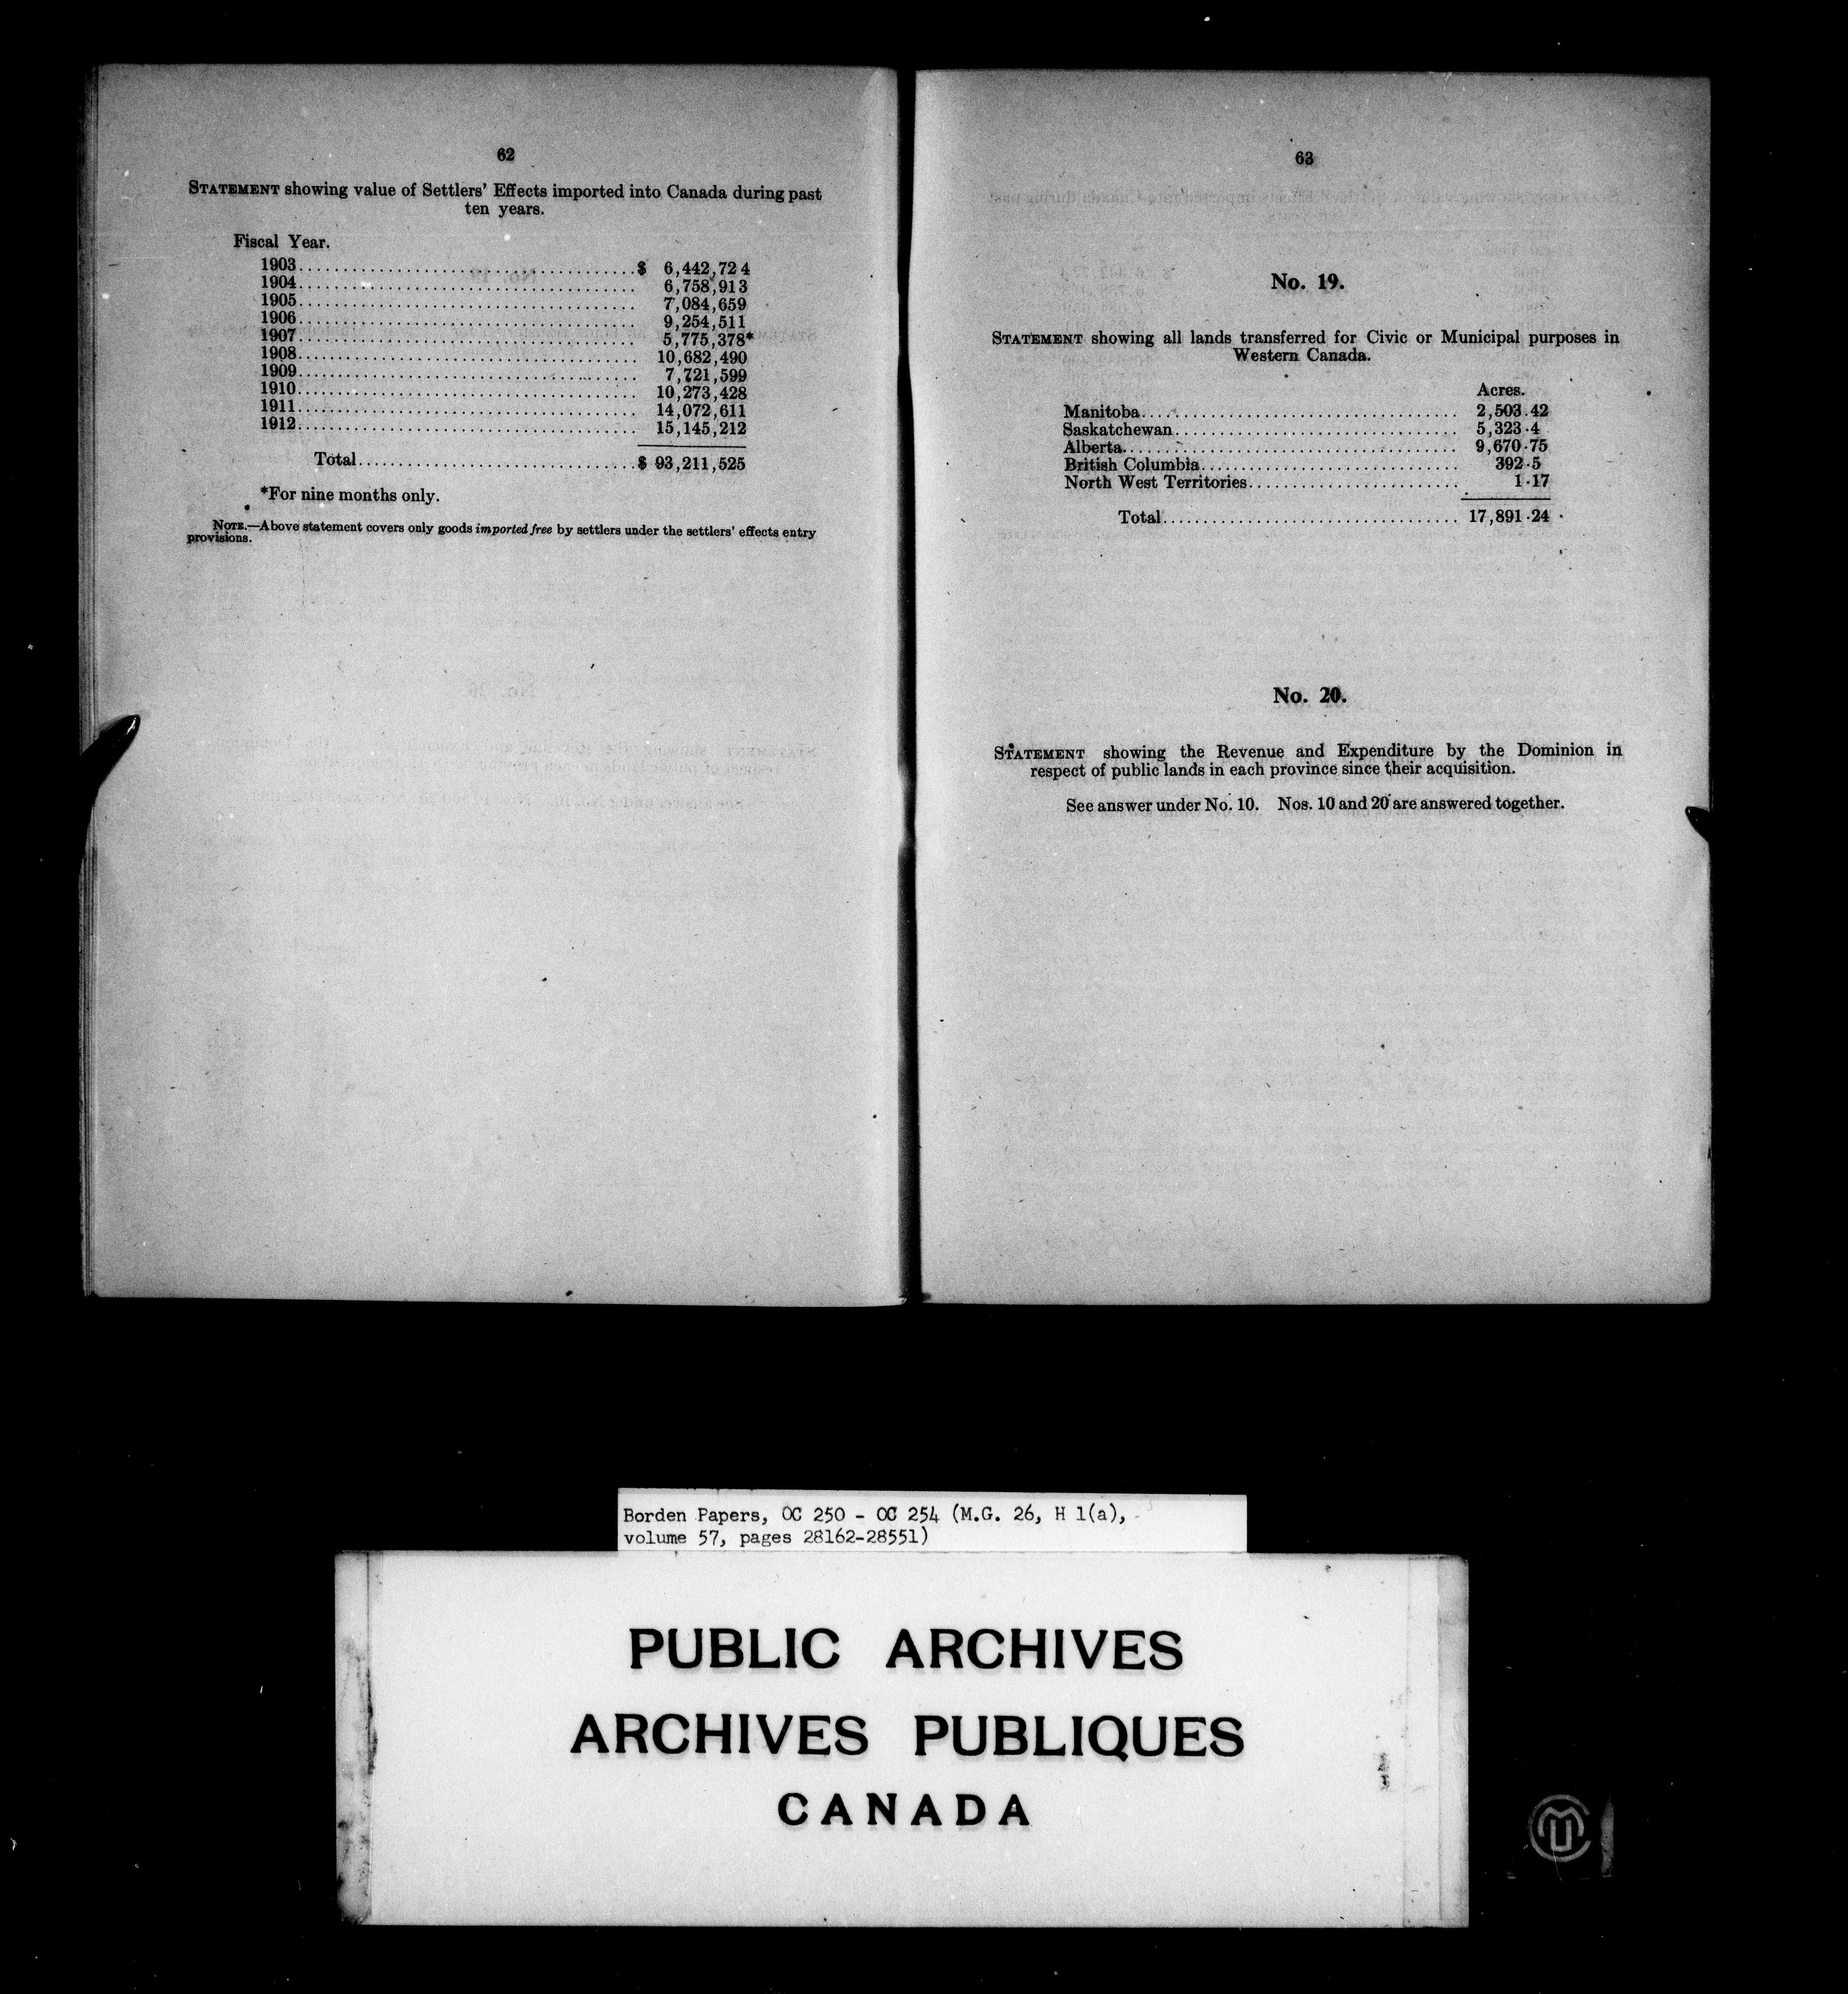 62
STATEMENT showing value of Settlers' Effects imported into Canada during past
ten years.
Fiscal Year.
1903......................................$ 6,442,724
1904...................................... 6,758,913
1905...................................... 7,084,659
1906...................................... 9,254,511
1907...................................... 5,775,378*
1908...................................... 10,682,490
1909...................................... 7,721,599
1910...................................... 10,273,428
1911...................................... 14,072,611
1912...................................... 15,145,212
Total................................$ 93,211,525
*For nine months only.
NOTE.—Above statement covers only goods imported free by settlers under the settlers' effects entry
provisions.
63
No. 19.
STATEMENT showing all lands transferred for Civic or Municipal purposes in
Western Canada.
Acres.
Manitoba.................................... 2,503.42
Saskatchewan................................ 5,323.4
Alberta...................................... 9,670.75
British Columbia............................. 392.5
North West Territories........................ 1.17
Total.................................. 17,891.24
No. 20.
STATEMENT showing the Revenue and Expenditure by the Dominion in
respect of public lands in each province since their acquisition.
See answer under No. 10. Nos. 10 and 20 are answered together.
Borden Papers, OC 250 - OC 254 (M.G. 26, H 1(a),
volume 57, pages 28162-28551)
PUBLIC ARCHIVES
ARCHIVES PUBLIQUES
CANADA